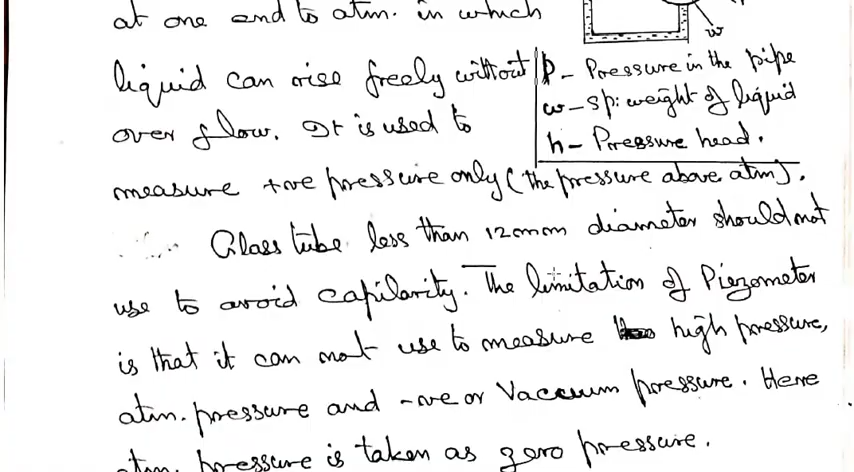 at one end to atm. in which
w
liquid can rise freely without
p - Pressure in the pipe
w - sp: weight of liquid
over flow. It is used to
h - Pressure head.
measure +ve pressure only (the pressure above atm).
Glass tube less than 12mm diameter should not
use to avoid capilarity. The limitation of Piezometer
is that it can not use to measure high pressure,
atm. pressure and -ve or Vaccum pressure. Here
atm. pressure is taken as zero pressure.